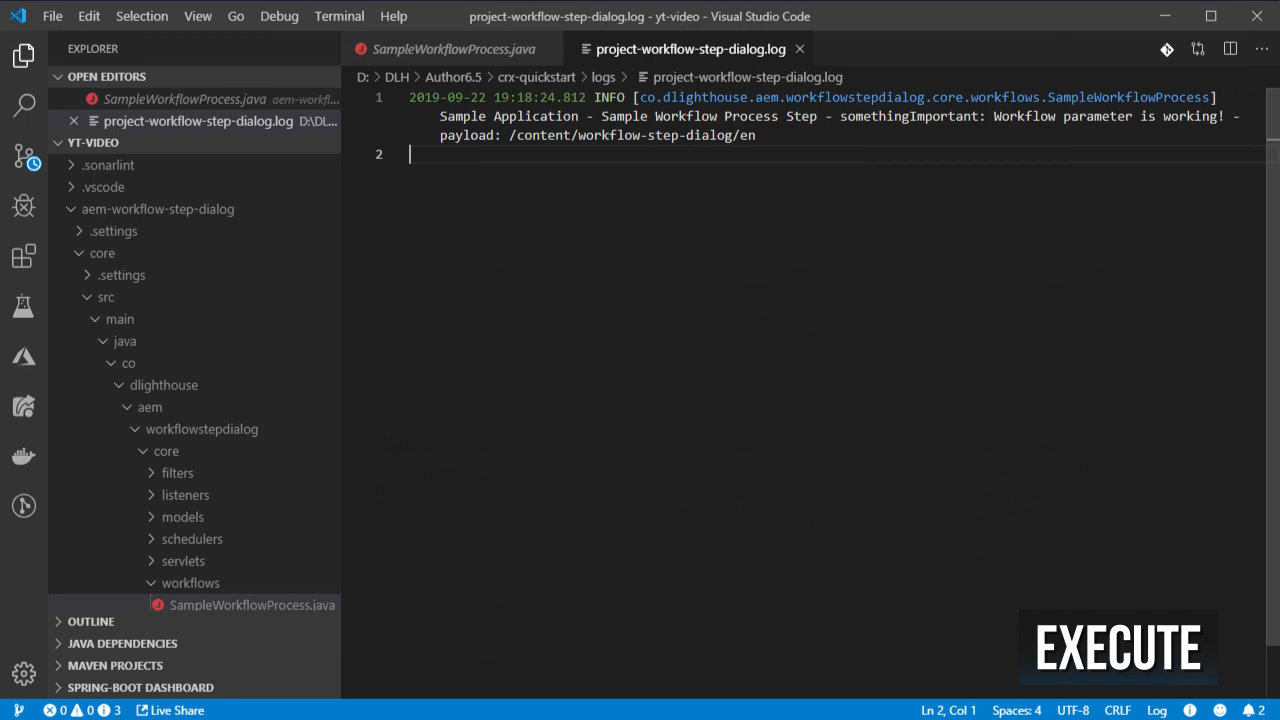 File Edit Selection View Go Debug Terminal Help project-workflow-step-dialog.log - yt-video - Visual Studio Code
EXPLORER
OPEN EDITORS
SampleWorkflowProcess.java aem-workfl...
project-workflow-step-dialog.log D:\DL...
YT-VIDEO
.sonarlint
.vscode
aem-workflow-step-dialog
.settings
core
.settings
src
main
java
co
dlighthouse
aem
workflowstepdialog
core
filters
listeners
models
schedulers
servlets
workflows
SampleWorkflowProcess.java
OUTLINE
JAVA DEPENDENCIES
MAVEN PROJECTS
SPRING-BOOT DASHBOARD
SampleWorkflowProcess.java project-workflow-step-dialog.log
D: > DLH > Author6.5 > crx-quickstart > logs > project-workflow-step-dialog.log
1 2019-09-22 19:18:24.812 INFO [co.dlighthouse.aem.workflowstepdialog.core.workflows.SampleWorkflowProcess]
Sample Application - Sample Workflow Process Step - somethingImportant: Workflow parameter is working! -
payload: /content/workflow-step-dialog/en
2
EXECUTE
0 0 3 Live Share Ln 2, Col 1 Spaces: 4 UTF-8 CRLF Log 2